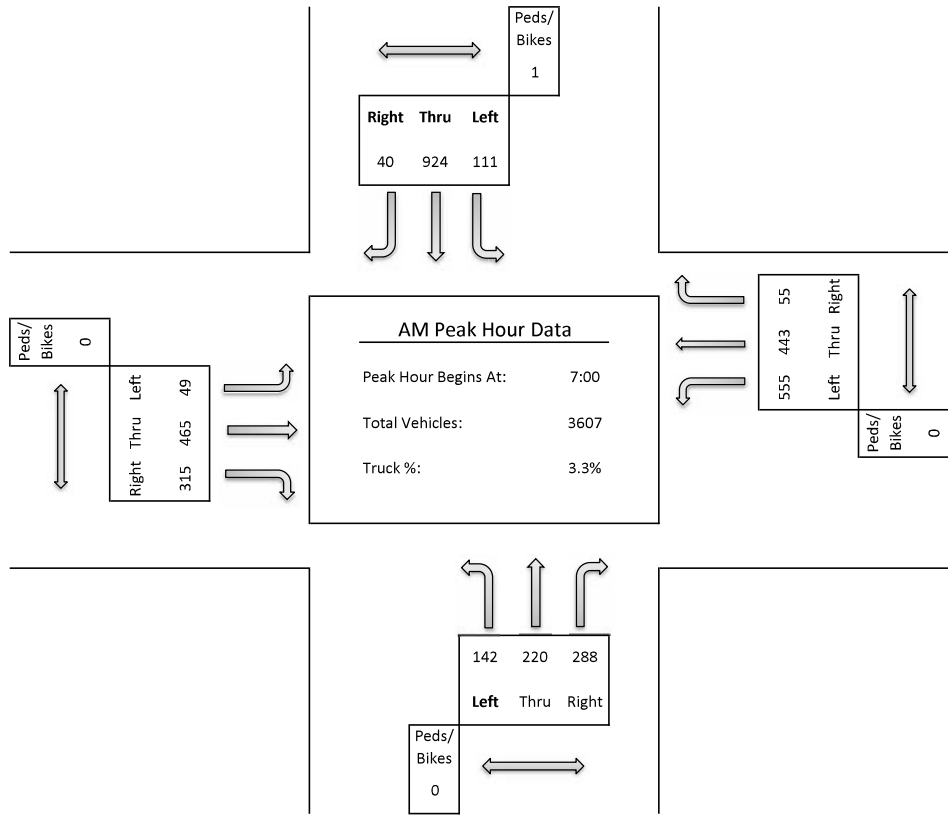 Peds/
Bikes
1
Right Thru Left
40 924 111
Peds/
Bikes
0
Left Thru Right
49 465 315
AM Peak Hour Data
Peak Hour Begins At: 7:00
Total Vehicles: 3607
Truck %: 3.3%
55 443 555
Right Thru Left
Peds/
Bikes
0
142 220 288
Left Thru Right
Peds/
Bikes
0